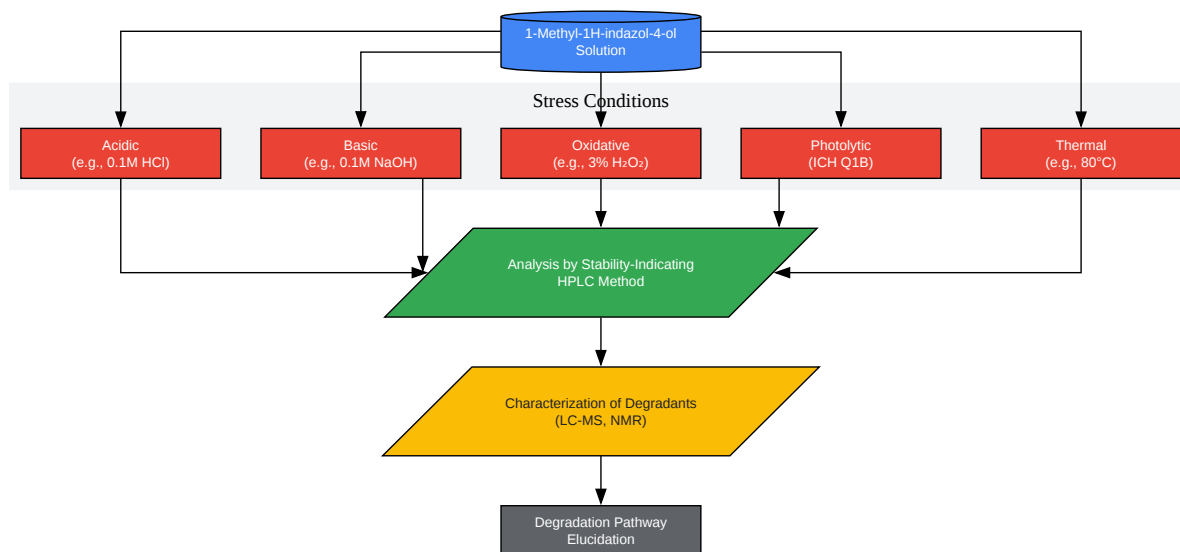 1-Methyl-1H-indazol-4-ol
Solution
Stress Conditions
Acidic
(e.g., 0.1M HCl)
Basic
(e.g., 0.1M NaOH)
Oxidative
(e.g., 3% H₂O₂)
Photolytic
(ICH Q1B)
Thermal
(e.g., 80°C)
Analysis by Stability-Indicating
HPLC Method
Characterization of Degradants
(LC-MS, NMR)
Degradation Pathway
Elucidation